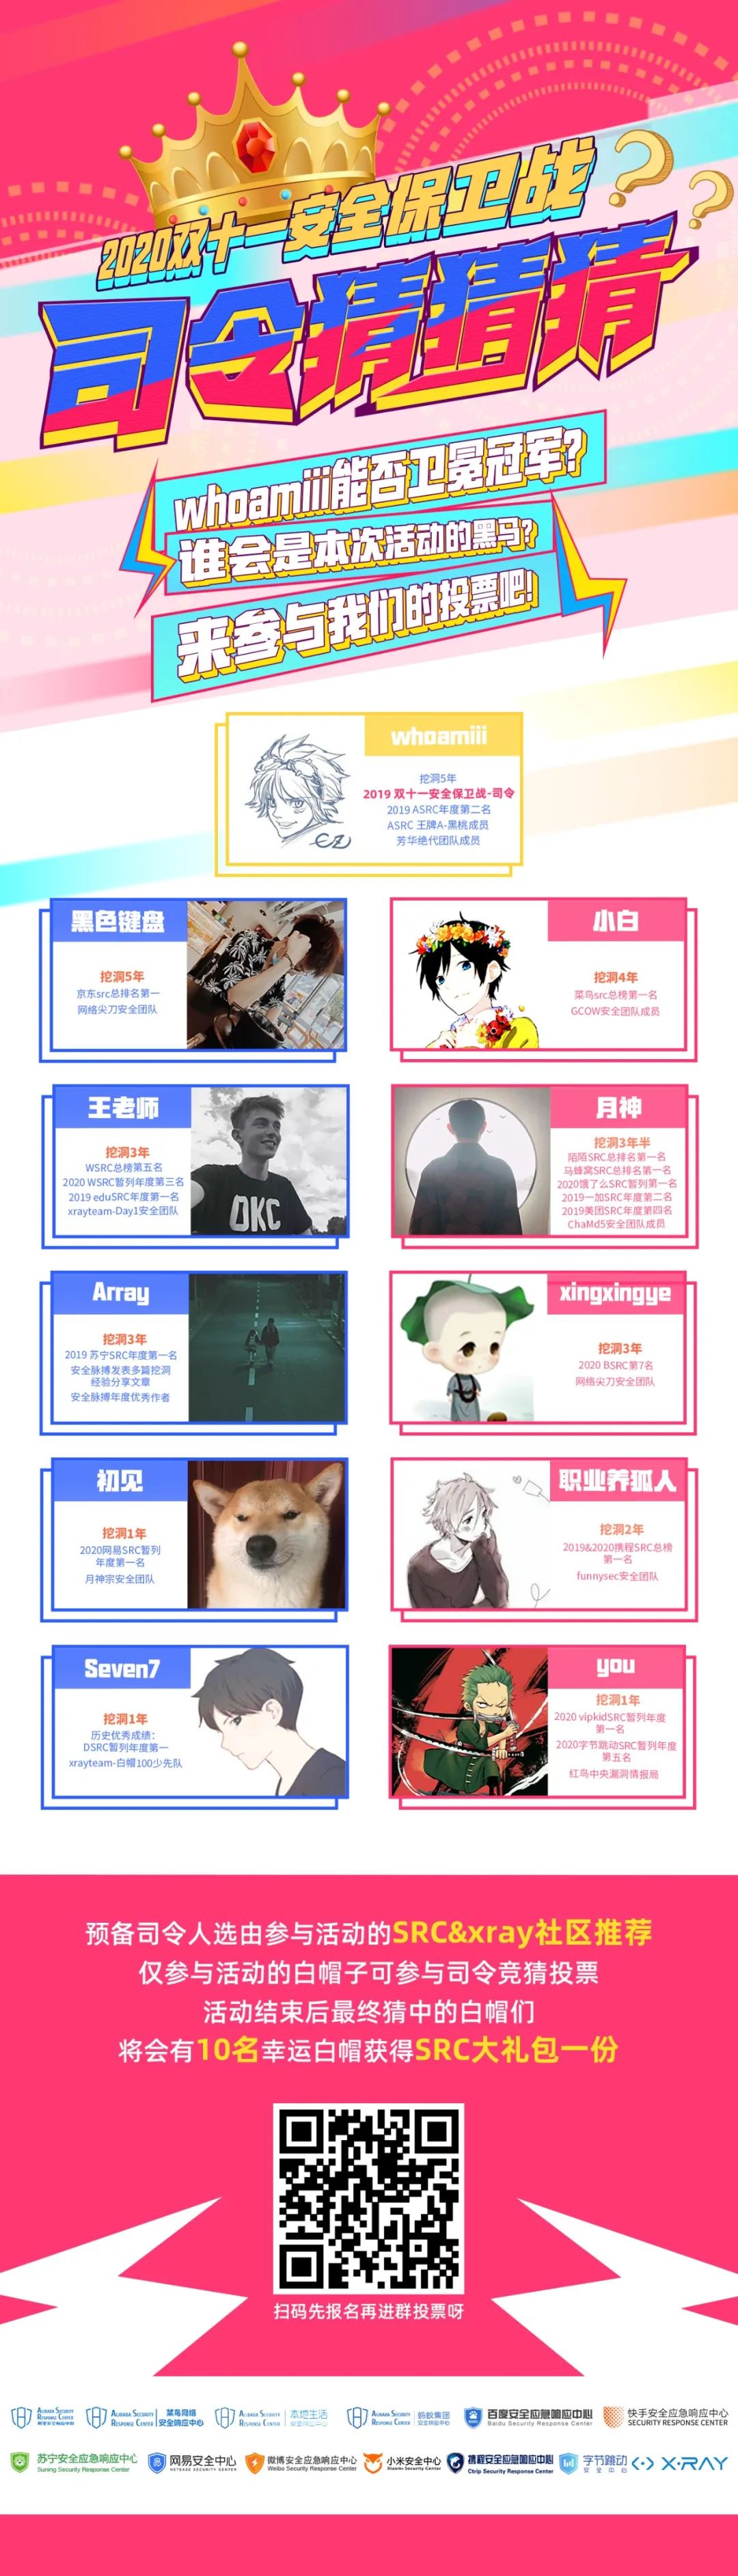 2020双十一安全保卫战
司令猜猜猜
whoamiii能否卫冕冠军?
谁会是本次活动的黑马?
来参与我们的投票吧!
whoamiii
挖洞5年
2019 双十一安全保卫战-司令
2019 ASRC年度第二名
ASRC 王牌A-黑桃成员
芳华绝代团队成员
黑色键盘
挖洞5年
京东src总排名第一
网络尖刀安全团队
小白
挖洞4年
菜鸟src总榜第一名
GCOW安全团队成员
王老师
挖洞3年
WSRC总榜第五名
2020 WSRC暂列年度第三名
2019 eduSRC年度第一名
xrayteam-Day1安全团队
OKC
月神
挖洞3年半
陌陌SRC总排名第一名
马蜂窝SRC总排名第一名
2020饿了么SRC暂列第一名
2019一加SRC年度第二名
2019美团SRC年度第四名
ChaMd5安全团队成员
Array
挖洞3年
2019 苏宁SRC年度第一名
安全脉搏发表多篇挖洞
经验分享文章
安全脉搏年度优秀作者
xingxingye
挖洞3年
2020 BSRC第7名
网络尖刀安全团队
初见
挖洞1年
2020网易SRC暂列
年度第一名
月神宗安全团队
职业养狐人
挖洞2年
2019&2020携程SRC总榜
第一名
funnysec安全团队
Seven7
挖洞1年
历史优秀成绩:
DSRC暂列年度第一
xrayteam-白帽100少先队
you
挖洞1年
2020 vipkidSRC暂列年度
第一名
2020字节跳动SRC暂列年度
第五名
红鸟中央漏洞情报局
预备司令人选由参与活动的SRC&xray社区推荐
仅参与活动的白帽子可参与司令竞猜投票
活动结束后最终猜中的白帽们
将会有10名幸运白帽获得SRC大礼包一份
扫码先报名再进群投票呀
Alibaba Security
Response Center
阿里安全响应中心
Alibaba Security
Response Center
菜鸟网络
安全响应中心
Alibaba Security
Response Center
本地生活
安全响应中心
Alibaba Security
Response Center
蚂蚁集团
安全响应中心
百度安全应急响应中心
Baidu Security Response Center
快手安全应急响应中心
SECURITY RESPONSE CENTER
苏宁安全应急响应中心
Suning Security Response Center
网易安全中心
NETEASE SECURITY CENTER
微博安全应急响应中心
Weibo Security Response Center
小米安全中心
Xiaomi Security Center
携程安全应急响应中心
Ctrip Security Response Center
字节跳动
安全中心
X-RAY